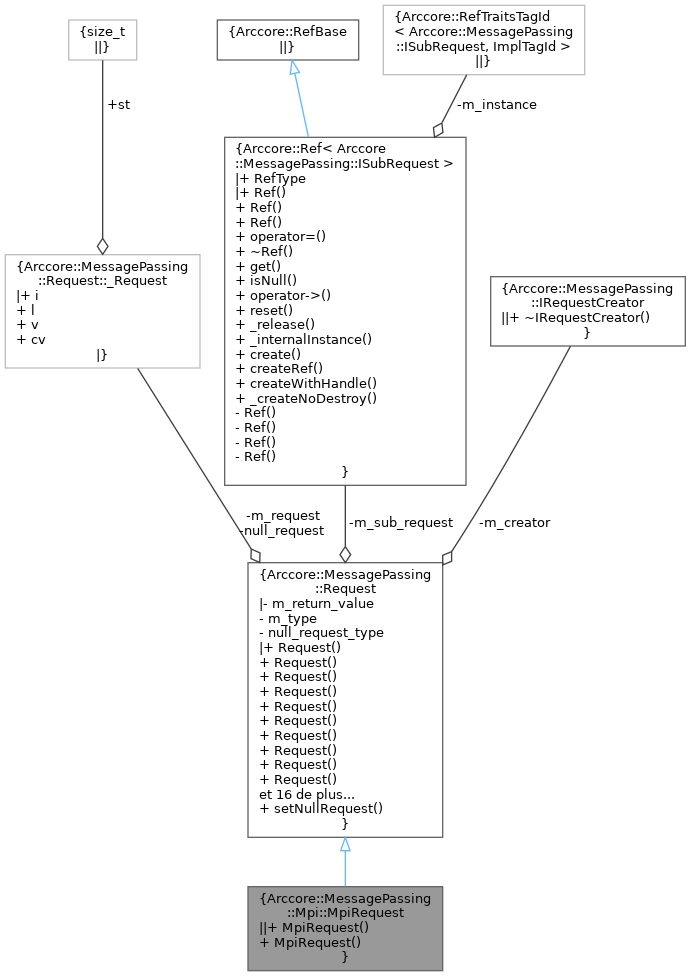 {size_t
||}
{Arccore::RefBase
||}
{Arccore::RefTraitsTagId
< Arccore::MessagePassing
::ISubRequest, ImplTagId >
||}
+st
-m_instance
{Arccore::Ref< Arccore
::MessagePassing::ISubRequest >
|+ RefType
|+ Ref()
+ Ref()
+ Ref()
+ operator=()
+ ~Ref()
+ get()
+ isNull()
+ operator->()
+ reset()
+ _release()
+ _internalInstance()
+ create()
+ createRef()
+ createWithHandle()
+ _createNoDestroy()
- Ref()
- Ref()
- Ref()
- Ref()
}
{Arccore::MessagePassing
::Request::_Request
|+ i
+ l
+ v
+ cv
|}
{Arccore::MessagePassing
::IRequestCreator
||+ ~IRequestCreator()
}
-m_request
-null_request
-m_sub_request
-m_creator
{Arccore::MessagePassing
::Request
|- m_return_value
- m_type
- null_request_type
|+ Request()
+ Request()
+ Request()
+ Request()
+ Request()
+ Request()
+ Request()
+ Request()
+ Request()
+ Request()
et 16 de plus...
+ setNullRequest()
}
{Arccore::MessagePassing
::Mpi::MpiRequest
||+ MpiRequest()
+ MpiRequest()
}